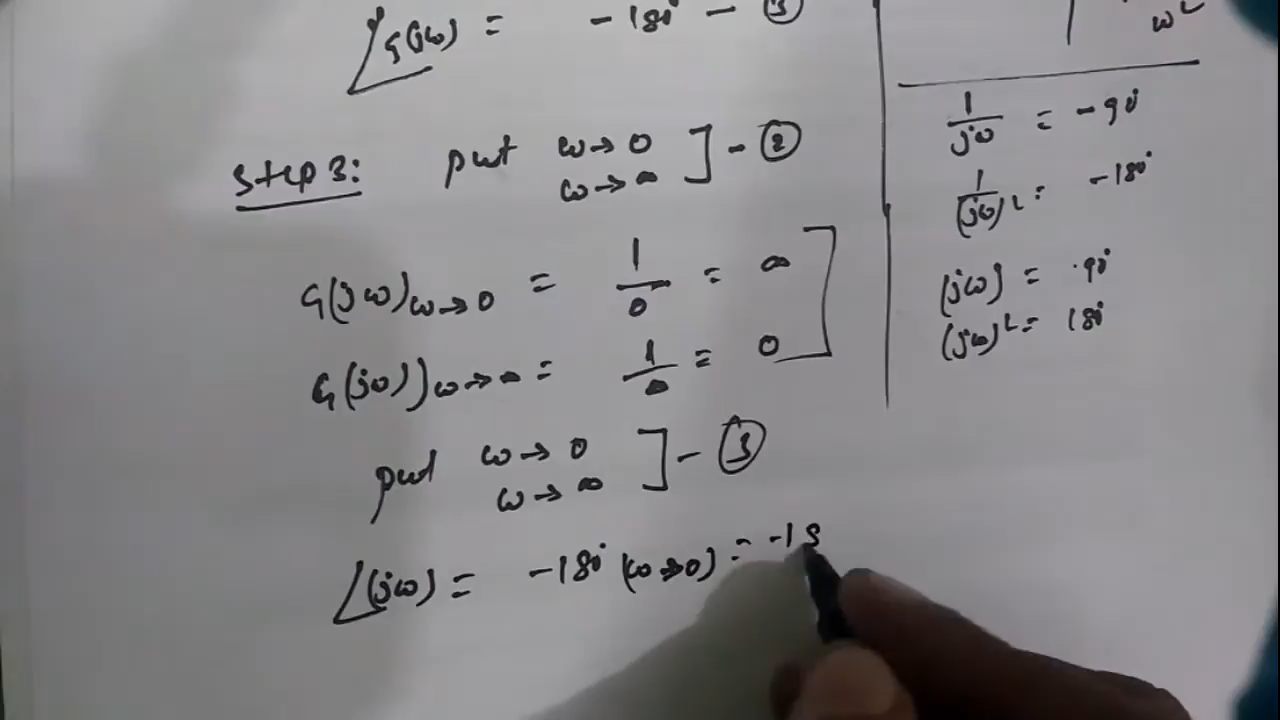 ∠G(jω) = -180° - ③
Step 3: put ω→0
ω→∞ ] - ②
G(jω)ω→0 = 1/0 = ∞
G(jω))ω→∞ = 1/∞ = 0 ]
put ω→0
ω→∞ ] - ③
∠(jω) = -180° (ω→0) = -18
ω²
1/jω = -90°
1/(jω)² = -180°
(jω) = 90°
(jω)² = 180°